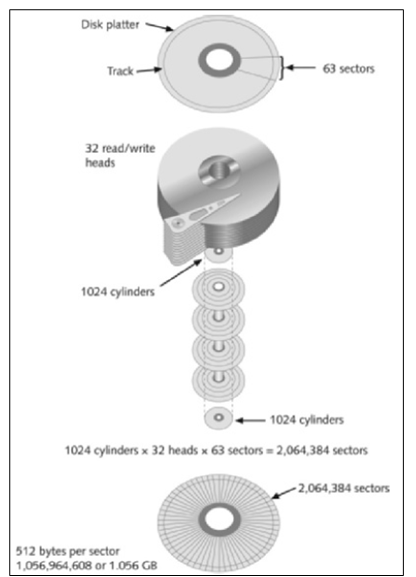 Disk platter
Track
63 sectors
32 read/write
heads
1024 cylinders
1024 cylinders
1024 cylinders x 32 heads x 63 sectors = 2,064,384 sectors
2,064,384 sectors
512 bytes per sector
1,056,964,608 or 1.056 GB